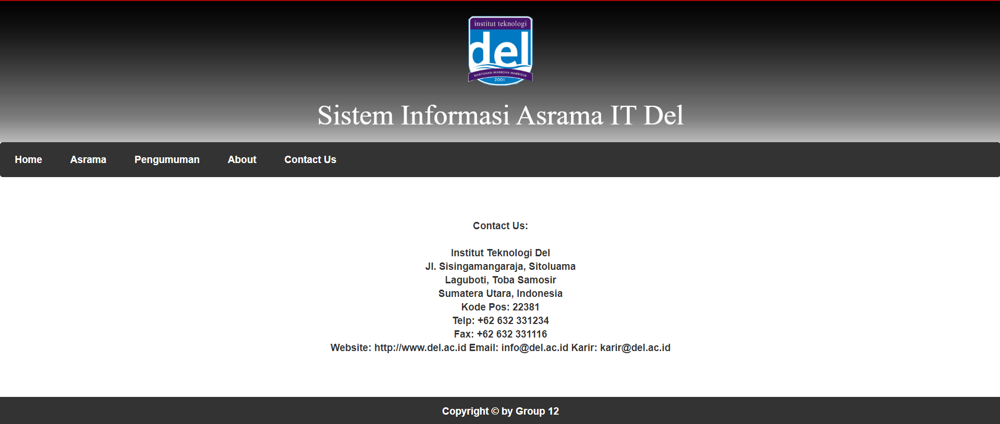 institut teknologi
del
MARTUHAN-MARROHA-MARBISUK
2001
Sistem Informasi Asrama IT Del
Home Asrama Pengumuman About Contact Us
Contact Us:
Institut Teknologi Del
Jl. Sisingamangaraja, Sitoluama
Laguboti, Toba Samosir
Sumatera Utara, Indonesia
Kode Pos: 22381
Telp: +62 632 331234
Fax: +62 632 331116
Website: http://www.del.ac.id Email: info@del.ac.id Karir: karir@del.ac.id
Copyright © by Group 12